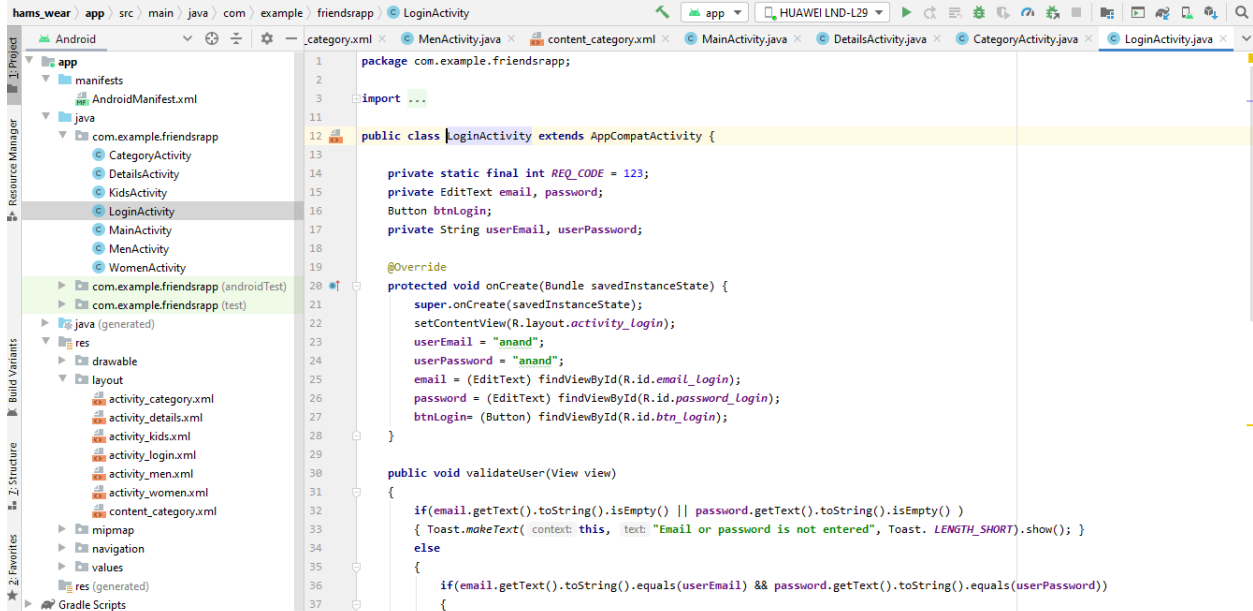 hams_wear app src main java com example friendsrapp LoginActivity app HUAWEI LND-L29
Android _category.xml MenActivity.java content_category.xml MainActivity.java DetailsActivity.java CategoryActivity.java LoginActivity.java
1: Project
Resource Manager
Build Variants
Z: Structure
2: Favorites
app
manifests
AndroidManifest.xml
java
com.example.friendsrapp
CategoryActivity
DetailsActivity
KidsActivity
LoginActivity
MainActivity
MenActivity
WomenActivity
com.example.friendsrapp (androidTest)
com.example.friendsrapp (test)
java (generated)
res
drawable
layout
activity_category.xml
activity_details.xml
activity_kids.xml
activity_login.xml
activity_men.xml
activity_women.xml
content_category.xml
mipmap
navigation
values
res (generated)
Gradle Scripts
1 package com.example.friendsrapp;
2
3 import ...
11
12 public class LoginActivity extends AppCompatActivity {
13
14 private static final int REQ_CODE = 123;
15 private EditText email, password;
16 Button btnLogin;
17 private String userEmail, userPassword;
18
19 @Override
20 protected void onCreate(Bundle savedInstanceState) {
21 super.onCreate(savedInstanceState);
22 setContentView(R.layout.activity_login);
23 userEmail = "anand";
24 userPassword = "anand";
25 email = (EditText) findViewById(R.id.email_login);
26 password = (EditText) findViewById(R.id.password_login);
27 btnLogin= (Button) findViewById(R.id.btn_login);
28 }
29
30 public void validateUser(View view)
31 {
32 if(email.getText().toString().isEmpty() || password.getText().toString().isEmpty() )
33 { Toast.makeText( context: this, text: "Email or password is not entered", Toast. LENGTH_SHORT).show(); }
34 else
35 {
36 if(email.getText().toString().equals(userEmail) && password.getText().toString().equals(userPassword))
37 {